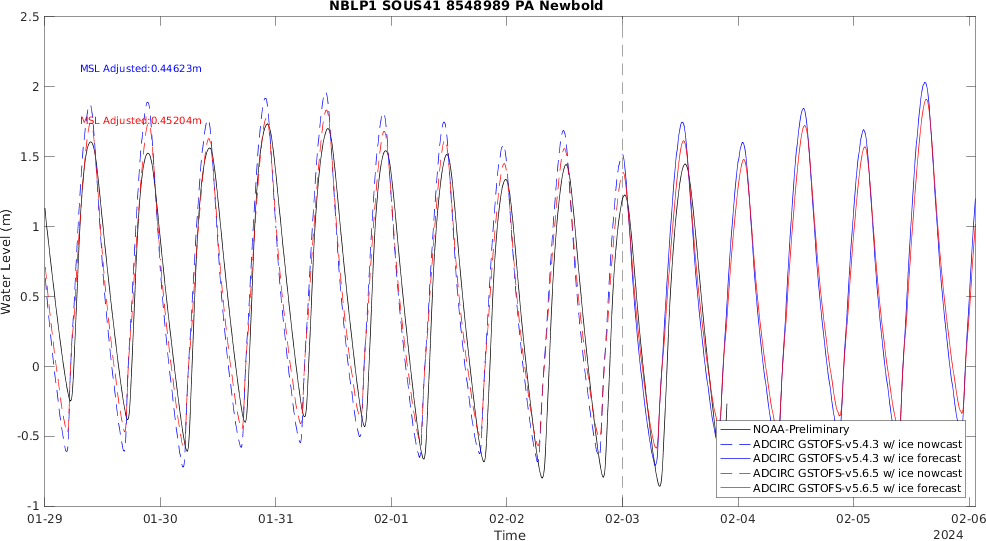 NBLP1 SOUS41 8548989 PA Newbold
2.5
2
1.5
1
0.5
0
-0.5
-1
Water Level (m)
MSL Adjusted:0.44623m
MSL Adjusted:0.45204m
NOAA-Preliminary
ADCIRC GSTOFS-v5.4.3 w/ ice nowcast
ADCIRC GSTOFS-v5.4.3 w/ ice forecast
ADCIRC GSTOFS-v5.6.5 w/ ice nowcast
ADCIRC GSTOFS-v5.6.5 w/ ice forecast
01-29 01-30 01-31 02-01 02-02 02-03 02-04 02-05 02-06
Time
2024